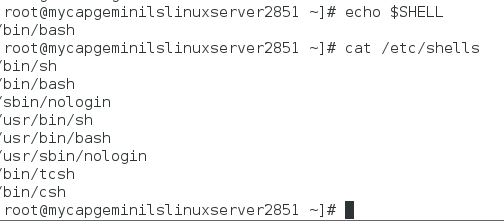 root@mycapgeminilslinuxserver2851 ~]# echo $SHELL
/bin/bash
root@mycapgeminilslinuxserver2851 ~]# cat /etc/shells
/bin/sh
/bin/bash
/sbin/nologin
/usr/bin/sh
/usr/bin/bash
/usr/sbin/nologin
/bin/tcsh
/bin/csh
root@mycapgeminilslinuxserver2851 ~]#